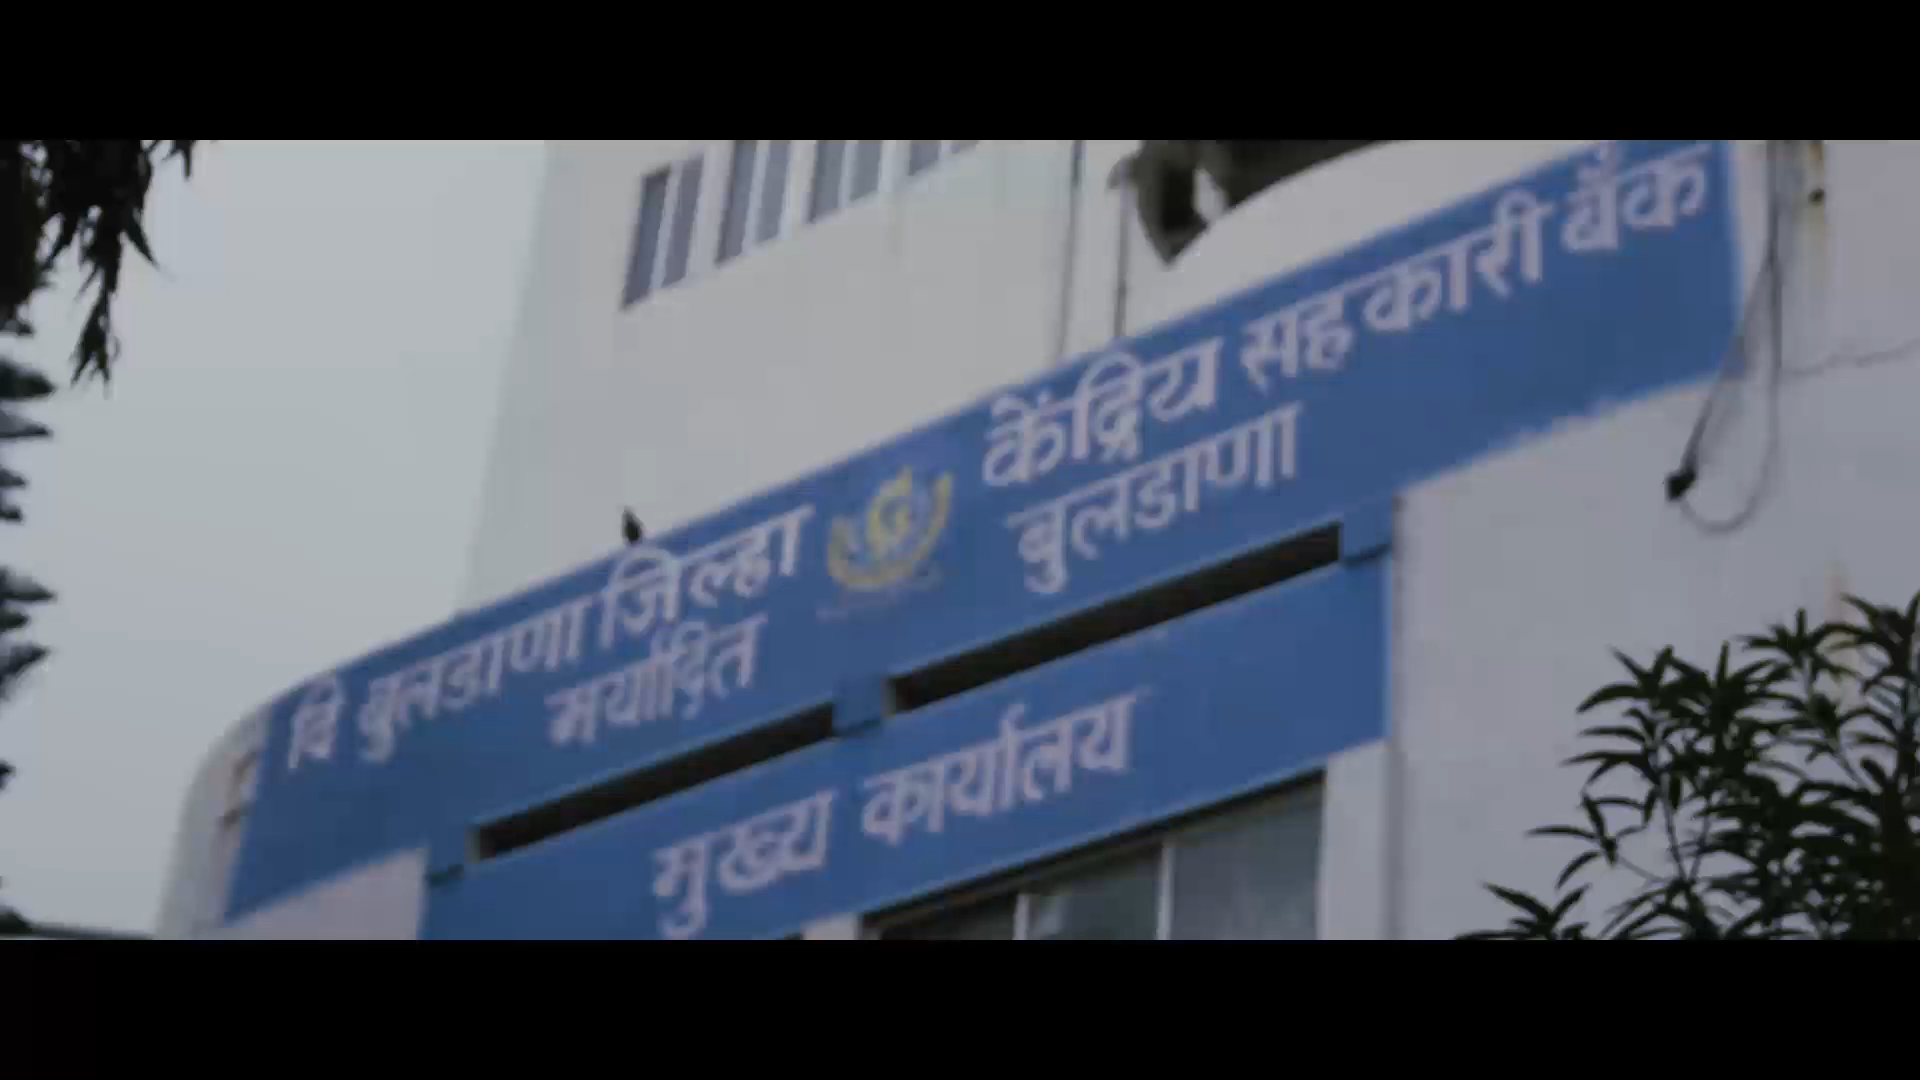 दि बुलडाणा जिल्हा केंद्रिय सहकारी बँक
मर्यादित बुलडाणा
मुख्य कार्यालय